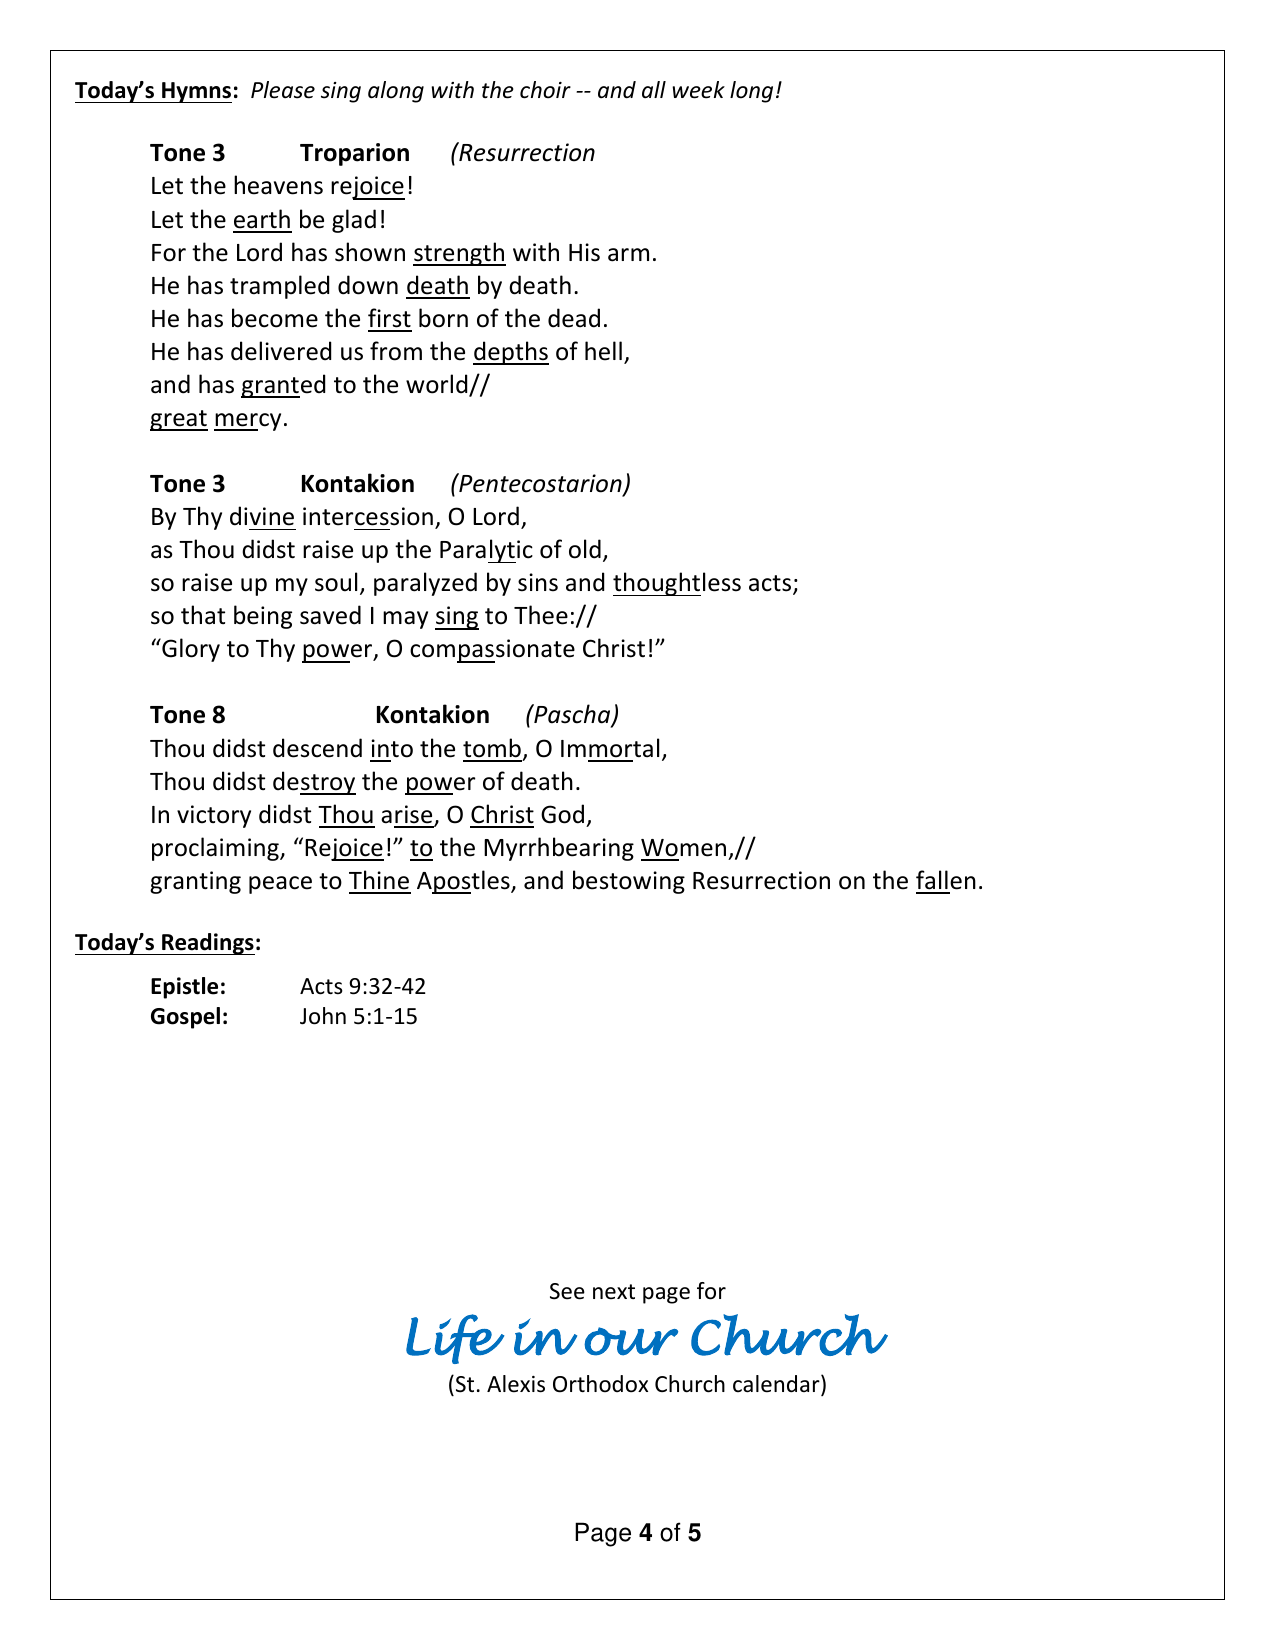 Today’s Hymns: Please sing along with the choir -- and all week long!
Tone 3 Troparion (Resurrection
Let the heavens rejoice!
Let the earth be glad!
For the Lord has shown strength with His arm.
He has trampled down death by death.
He has become the first born of the dead.
He has delivered us from the depths of hell,
and has granted to the world//
great mercy.
Tone 3 Kontakion (Pentecostarion)
By Thy divine intercession, O Lord,
as Thou didst raise up the Paralytic of old,
so raise up my soul, paralyzed by sins and thoughtless acts;
so that being saved I may sing to Thee://
“Glory to Thy power, O compassionate Christ!”
Tone 8 Kontakion (Pascha)
Thou didst descend into the tomb, O Immortal,
Thou didst destroy the power of death.
In victory didst Thou arise, O Christ God,
proclaiming, “Rejoice!” to the Myrrhbearing Women,//
granting peace to Thine Apostles, and bestowing Resurrection on the fallen.
Today’s Readings:
Epistle: Acts 9:32-42
Gospel: John 5:1-15
See next page for
Life in our Church
(St. Alexis Orthodox Church calendar)
Page 4 of 5